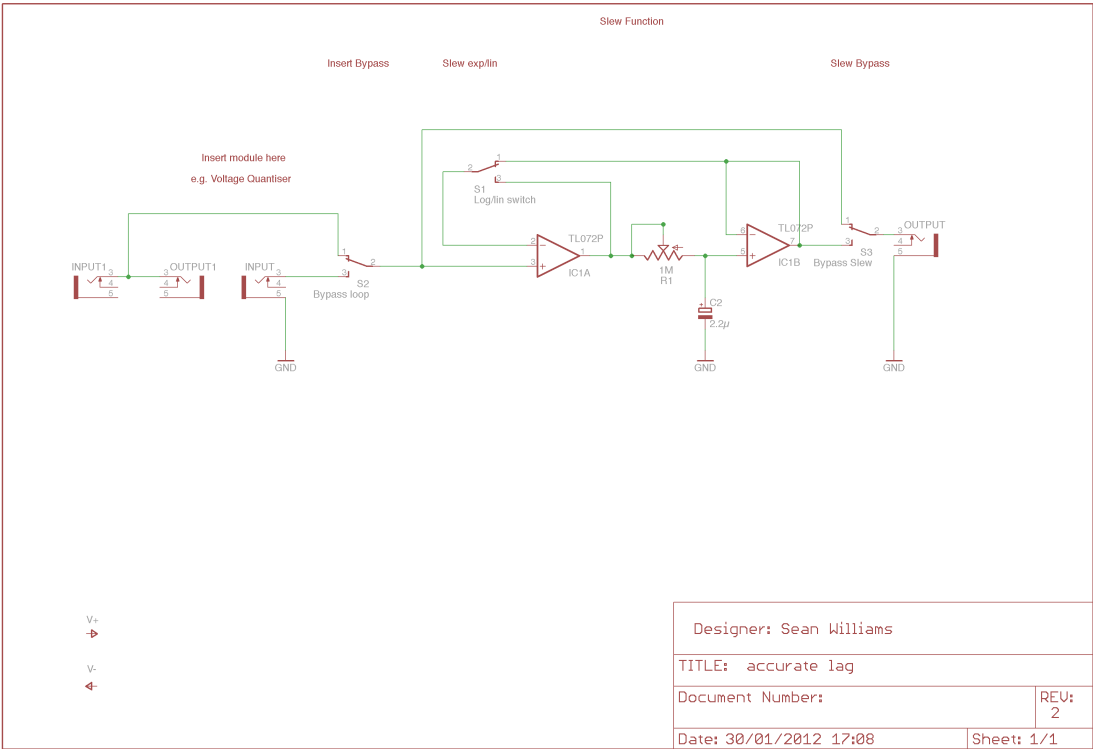 Slew Function
Insert Bypass
Slew exp/lin
Slew Bypass
Insert module here
e.g. Voltage Quantiser
2
1
3
S1
Log/lin switch
INPUT1
3
4
5
OUTPUT1
3
4
5
INPUT
3
4
5
1
2
3
S2
Bypass loop
GND
TL072P
2
3
1
IC1A
1M
R1
C2
2.2µ
GND
TL072P
6
5
7
IC1B
1
2
3
S3
Bypass Slew
OUTPUT
3
4
5
GND
V+
V-
Designer: Sean Williams
TITLE: accurate lag
Document Number:
REV:
2
Date: 30/01/2012 17:08
Sheet: 1/1